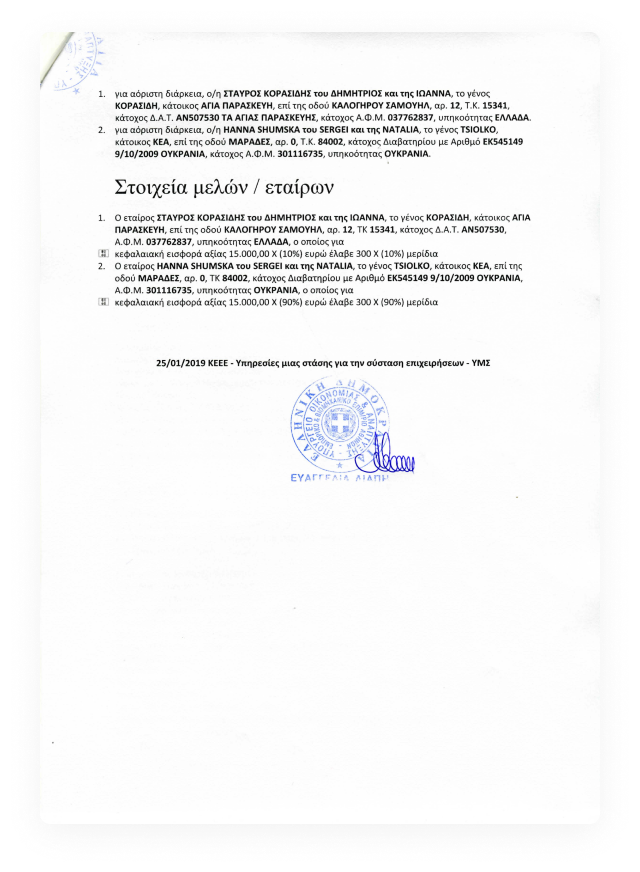 1. για αόριστη διάρκεια, ο/η ΣΤΑΥΡΟΣ ΚΟΡΑΣΙΔΗΣ του ΔΗΜΗΤΡΙΟΣ και της ΙΩΑΝΝΑ, το γένος
ΚΟΡΑΣΙΔΗ, κάτοικος ΑΓΙΑ ΠΑΡΑΣΚΕΥΗ, επί της οδού ΚΑΛΟΓΗΡΟΥ ΣΑΜΟΥΗΛ, αρ. 12, Τ.Κ. 15341,
κάτοχος Δ.Α.Τ. ΑΝ507530 ΤΑ ΑΓΙΑΣ ΠΑΡΑΣΚΕΥΗΣ, κάτοχος Α.Φ.Μ. 037762837, υπηκοότητας ΕΛΛΑΔΑ.
2. για αόριστη διάρκεια, ο/η HANNA SHUMSKA του SERGEI και της NATALIA, το γένος TSIOLKO,
κάτοικος ΚΕΑ, επί της οδού ΜΑΡΑΔΕΣ, αρ. 0, Τ.Κ. 84002, κάτοχος Διαβατηρίου με Αριθμό EK545149
9/10/2009 ΟΥΚΡΑΝΙΑ, κάτοχος Α.Φ.Μ. 301116735, υπηκοότητας ΟΥΚΡΑΝΙΑ.
Στοιχεία μελών / εταίρων
1. Ο εταίρος ΣΤΑΥΡΟΣ ΚΟΡΑΣΙΔΗΣ του ΔΗΜΗΤΡΙΟΣ και της ΙΩΑΝΝΑ, το γένος ΚΟΡΑΣΙΔΗ, κάτοικος ΑΓΙΑ
ΠΑΡΑΣΚΕΥΗ, επί της οδού ΚΑΛΟΓΗΡΟΥ ΣΑΜΟΥΗΛ, αρ. 12, ΤΚ 15341, κάτοχος Δ.Α.Τ. ΑΝ507530,
Α.Φ.Μ. 037762837, υπηκοότητας ΕΛΛΑΔΑ, ο οποίος για
κεφαλαιακή εισφορά αξίας 15.000,00 Χ (10%) ευρώ έλαβε 300 Χ (10%) μερίδια
2. Ο εταίρος HANNA SHUMSKA του SERGEI και της NATALIA, το γένος TSIOLKO, κάτοικος ΚΕΑ, επί της
οδού ΜΑΡΑΔΕΣ, αρ. 0, ΤΚ 84002, κάτοχος Διαβατηρίου με Αριθμό EK545149 9/10/2009 ΟΥΚΡΑΝΙΑ,
Α.Φ.Μ. 301116735, υπηκοότητας ΟΥΚΡΑΝΙΑ, ο οποίος για
κεφαλαιακή εισφορά αξίας 15.000,00 Χ (90%) ευρώ έλαβε 300 Χ (90%) μερίδια
25/01/2019 ΚΕΕΕ - Υπηρεσίες μιας στάσης για την σύσταση επιχειρήσεων - ΥΜΣ
ΕΛΛΗΝΙΚΗ ΔΗΜΟΚΡΑΤΙΑ
ΥΠΟΥΡΓΕΙΟ ΟΙΚΟΝΟΜΙΑΣ & ΑΝΑΠΤΥΞΗΣ
ΕΥΑΓΓΕΛΙΑ ΛΙΑΠΗ